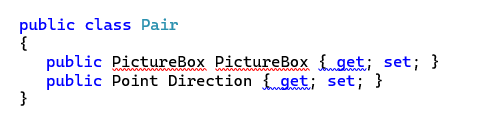 public class Pair
{
public PictureBox PictureBox { get; set; }
public Point Direction { get; set; }
}